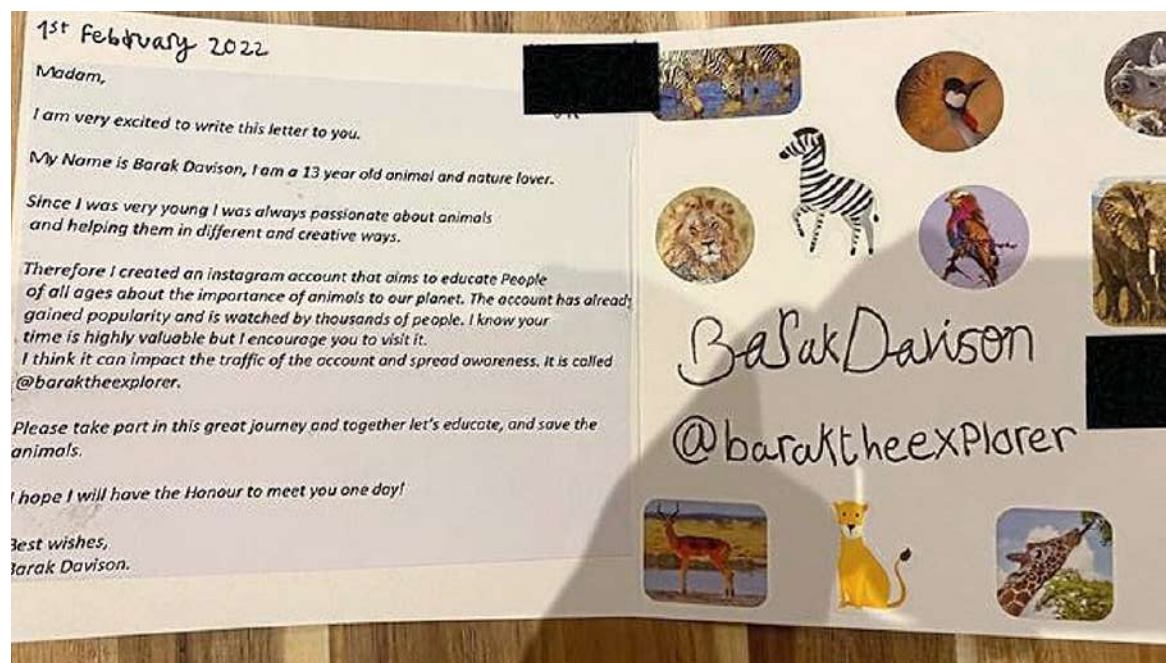 1st February 2022
Madam,
I am very excited to write this letter to you.
My Name is Barak Davison, I am a 13 year old animal and nature lover.
Since I was very young I was always passionate about animals
and helping them in different and creative ways.
Therefore I created an instagram account that aims to educate People
of all ages about the importance of animals to our planet. The account has already
gained popularity and is watched by thousands of people. I know your
time is highly valuable but I encourage you to visit it.
I think it can impact the traffic of the account and spread awareness. It is called
@baraktheexplorer.
Please take part in this great journey and together let's educate, and save the
animals.
I hope I will have the Honour to meet you one day!
Best wishes,
Barak Davison.
Barak Davison
@baraktheexPlorer